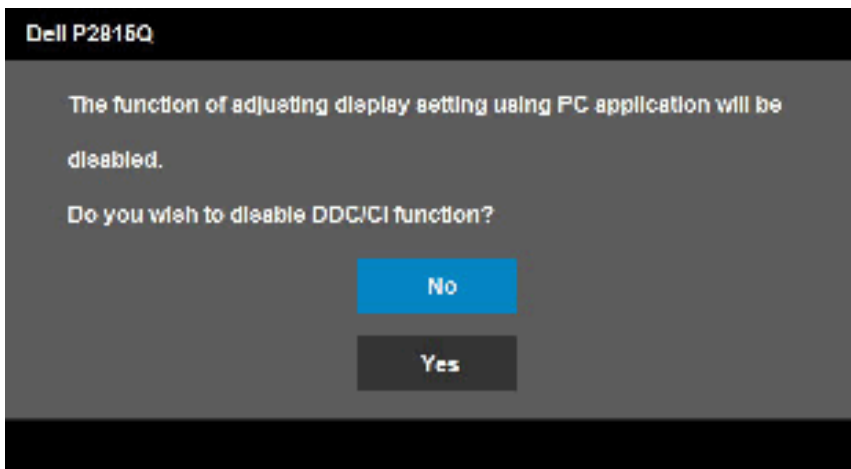 Dell P2815Q
The function of adjusting display setting using PC application will be
disabled.
Do you wish to disable DDC/CI function?
No
Yes